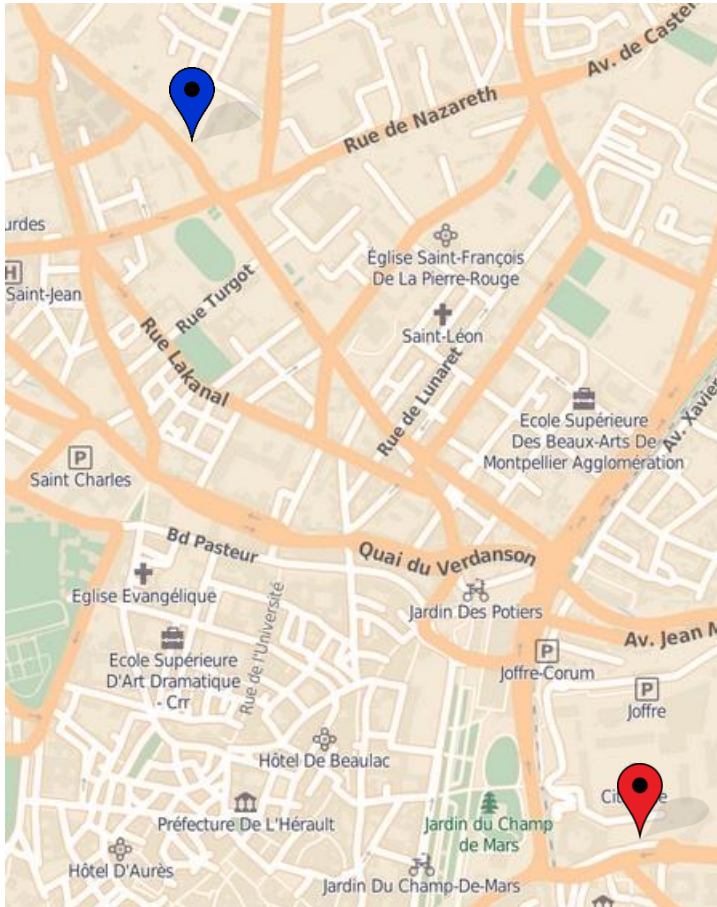 Av. de Castel
Rue de Nazareth
urdes
Église Saint-François
De La Pierre-Rouge
H
Saint-Jean
Rue Turgot
Saint-Léon
Rue Lakanal
Rue de Lunaret
Ecole Supérieure
Des Beaux-Arts De
Montpellier Agglomération
Av. Xavier
P
Saint Charles
Bd Pasteur
Quai du Verdanson
Eglise Evangélique
Jardin Des Potiers
Rue de l'Université
Ecole Supérieure
D'Art Dramatique
- Crr
Av. Jean M
P
Joffre-Corum
P
Joffre
Hôtel De Beaulac
Préfecture De L'Hérault
Jardin du Champ
de Mars
Hôtel D'Aurès
Jardin Du Champ-De-Mars